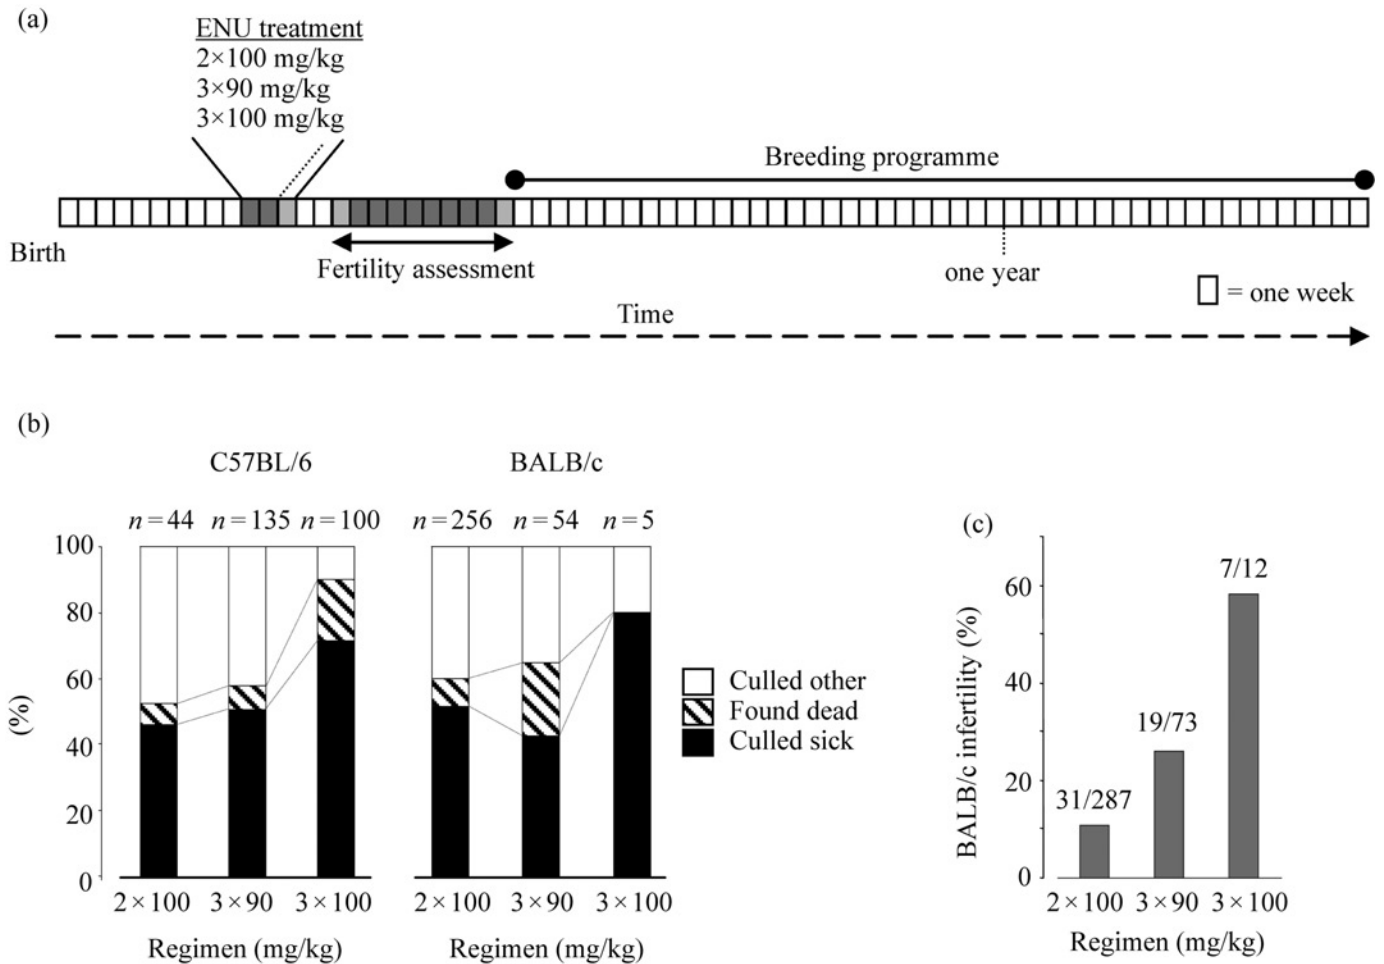 (a)
ENU treatment
2×100 mg/kg
3×90 mg/kg
3×100 mg/kg
Breeding programme
Birth
Fertility assessment
one year
= one week
Time
(b)
C57BL/6
BALB/c
n = 44
n = 135
n = 100
n = 256
n = 54
n = 5
100
80
60
40
20
0
(%)
2 × 100
3 × 90
3 × 100
2 × 100
3 × 90
3 × 100
Regimen (mg/kg)
Regimen (mg/kg)
Culled other
Found dead
Culled sick
(c)
BALB/c infertility (%)
60
40
20
0
31/287
19/73
7/12
2 × 100
3 × 90
3 × 100
Regimen (mg/kg)